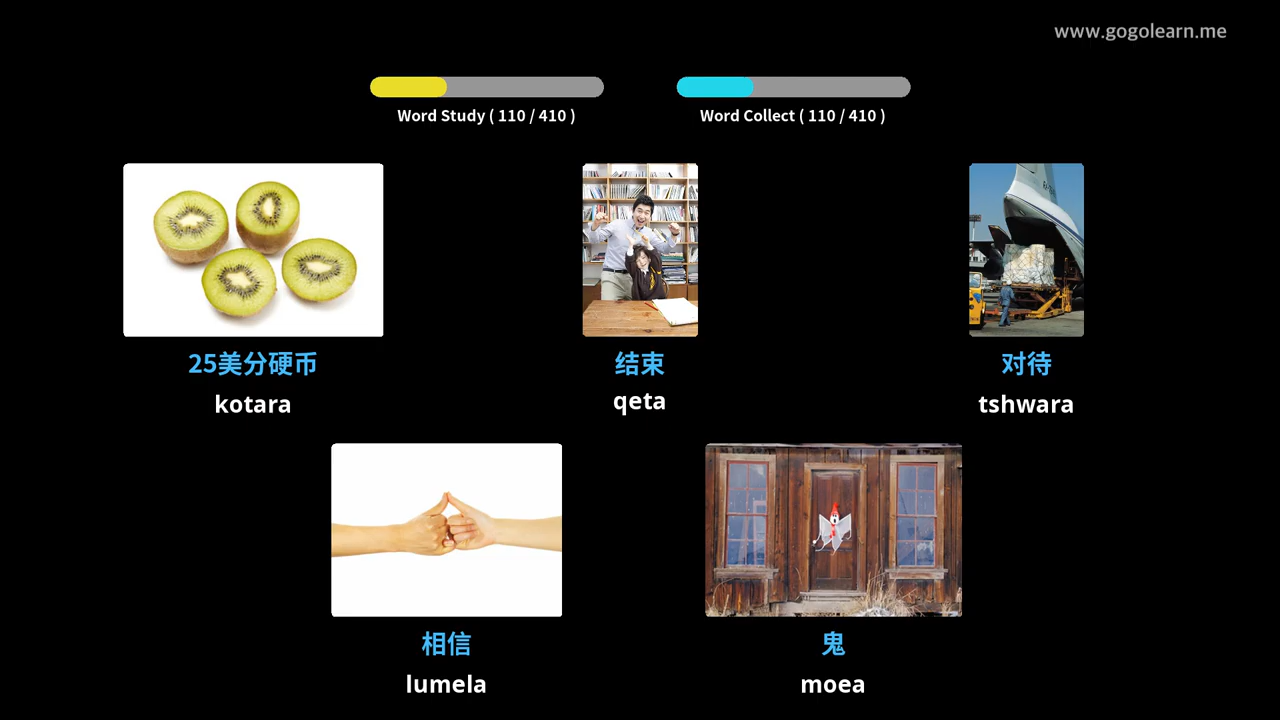 www.gogolearn.me
Word Study ( 110 / 410 )
Word Collect ( 110 / 410 )
25美分硬币
kotara
结束
qeta
对待
tshwara
相信
lumela
鬼
moea